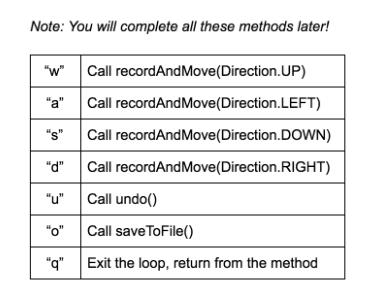 Note: You will complete all these methods later!
“w” Call recordAndMove(Direction.UP)
“a” Call recordAndMove(Direction.LEFT)
“s” Call recordAndMove(Direction.DOWN)
“d” Call recordAndMove(Direction.RIGHT)
“u” Call undo()
“o” Call saveToFile()
“q” Exit the loop, return from the method